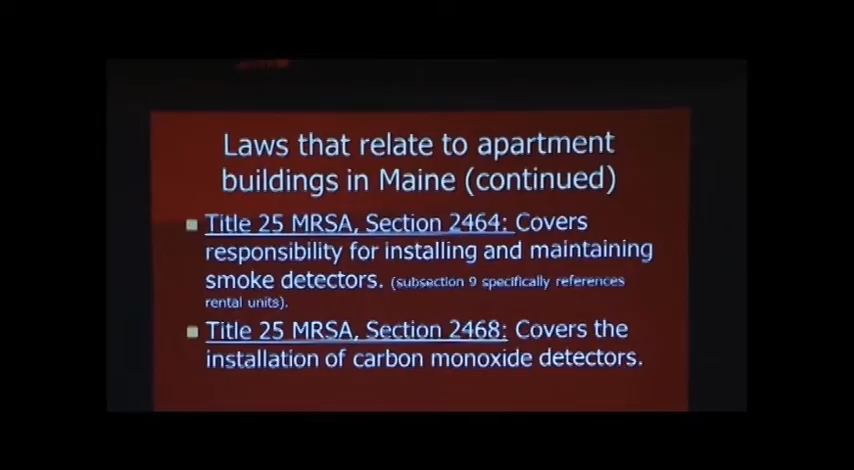 Laws that relate to apartment
buildings in Maine (continued)
Title 25 MRSA, Section 2464: Covers
responsibility for installing and maintaining
smoke detectors. (subsection 9 specifically references
rental units).
Title 25 MRSA, Section 2468: Covers the
installation of carbon monoxide detectors.